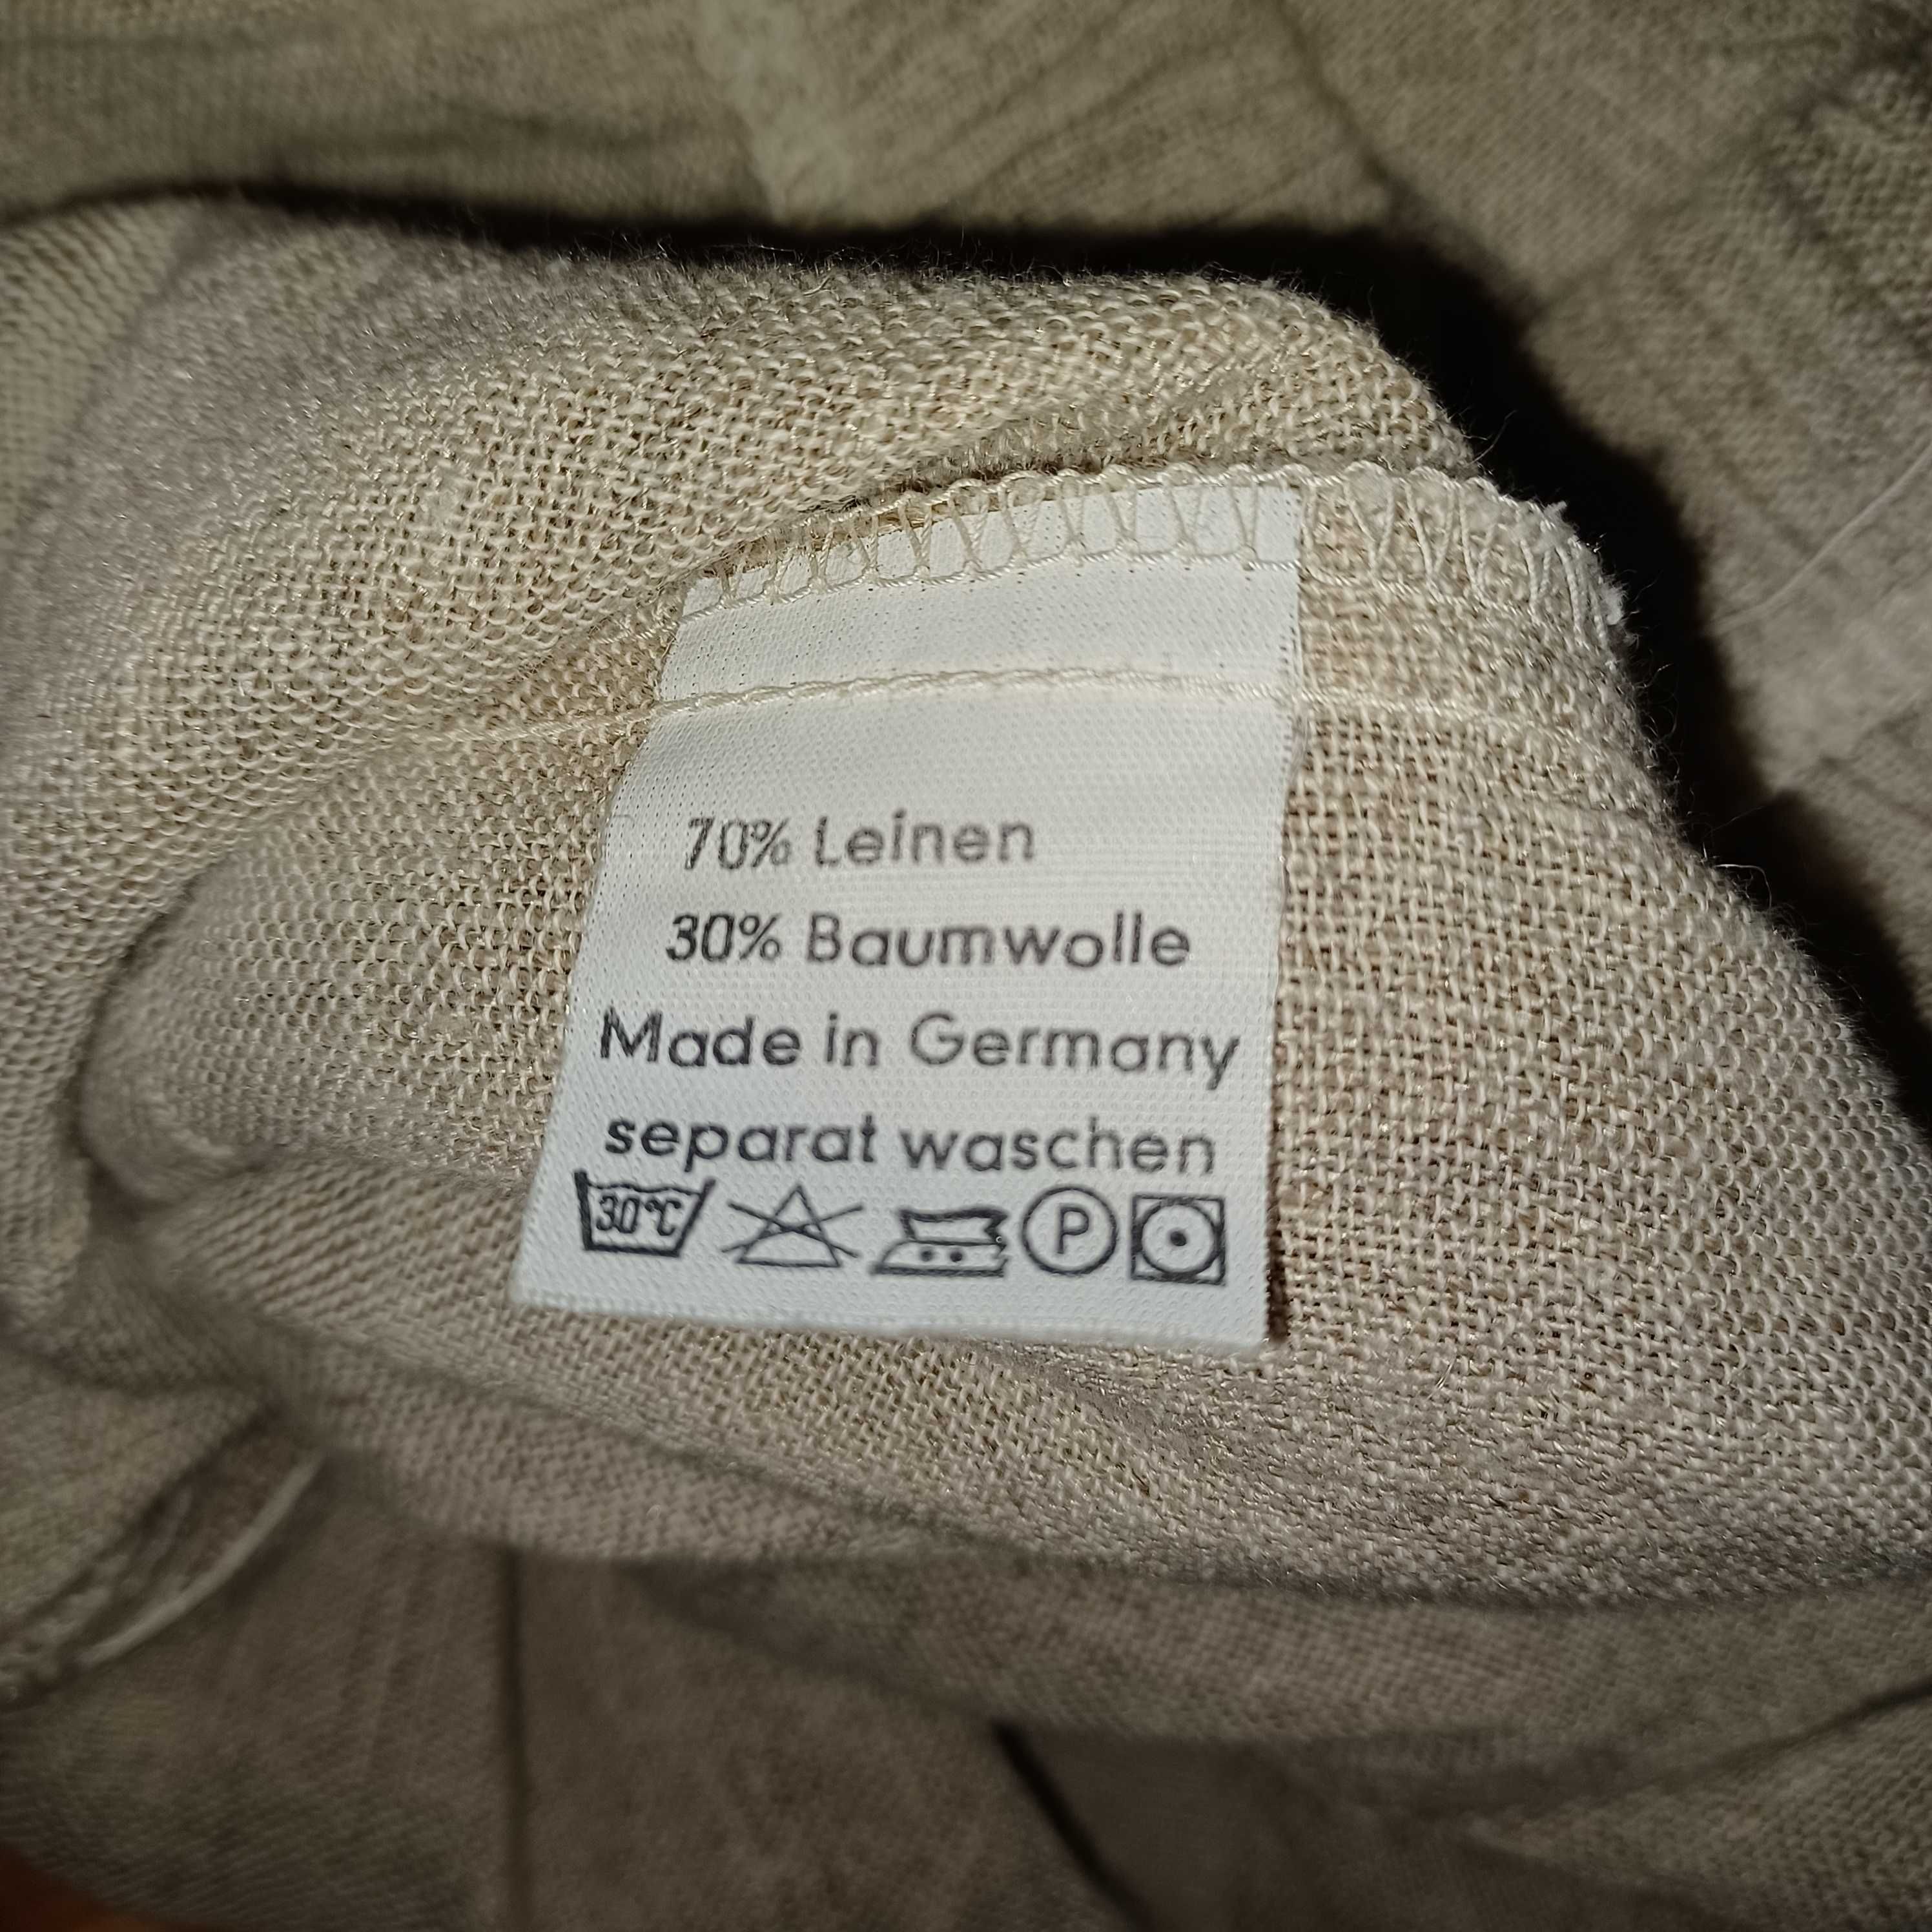 70% Leinen
30% Baumwolle
Made in Germany
separat waschen
30°C P